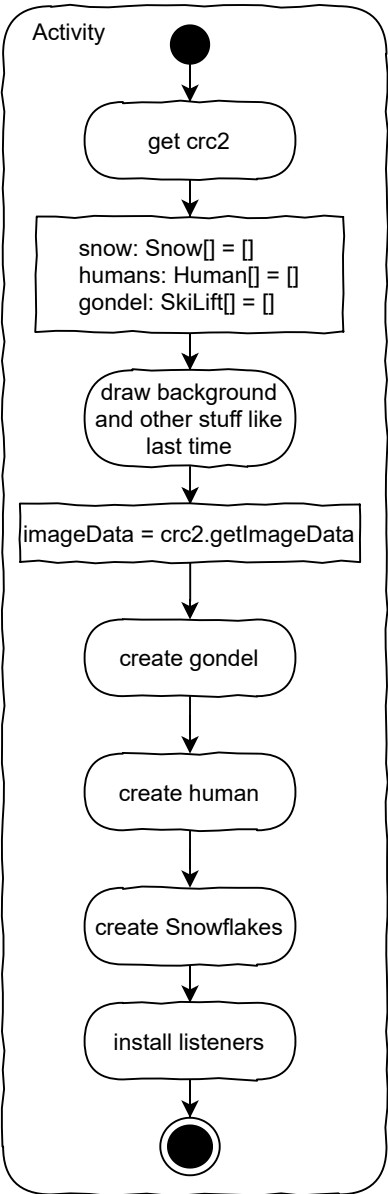 Activity
get crc2
snow: Snow[] = []
humans: Human[] = []
gondel: SkiLift[] = []
draw background
and other stuff like
last time
imageData = crc2.getImageData
create gondel
create human
create Snowflakes
install listeners